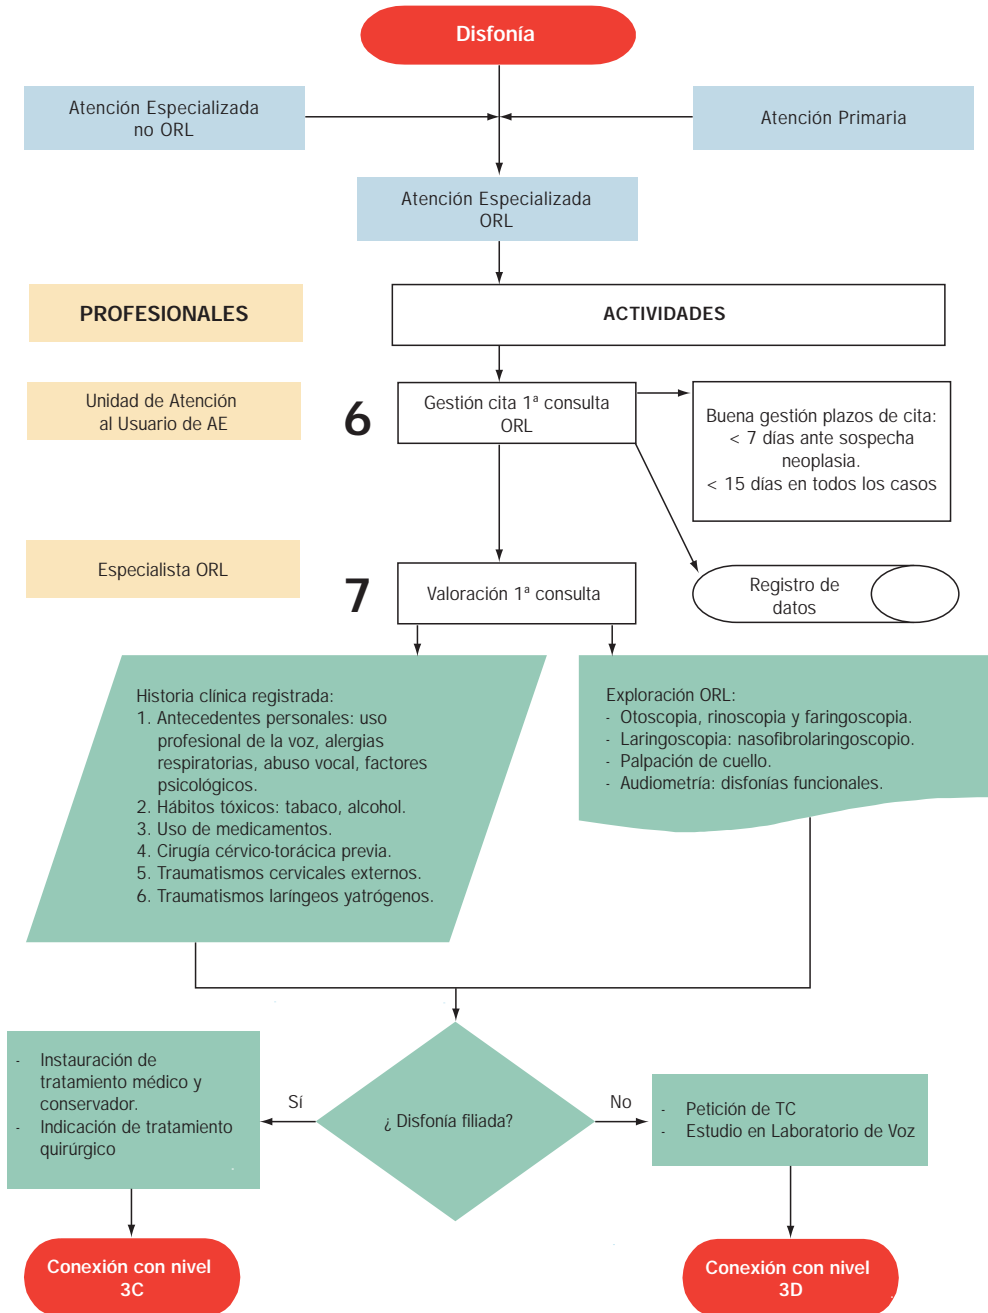 Disfonía
Atención Especializada
no ORL
Atención Primaria
Atención Especializada
ORL
PROFESIONALES
ACTIVIDADES
Unidad de Atención
al Usuario de AE
6
Gestión cita 1ª consulta
ORL
Buena gestión plazos de cita:
< 7 días ante sospecha
neoplasia.
< 15 días en todos los casos
Especialista ORL
7
Valoración 1ª consulta
Registro de
datos
Historia clínica registrada:
1. Antecedentes personales: uso
profesional de la voz, alergias
respiratorias, abuso vocal, factores
psicológicos.
2. Hábitos tóxicos: tabaco, alcohol.
3. Uso de medicamentos.
4. Cirugía cérvico-torácica previa.
5. Traumatismos cervicales externos.
6. Traumatismos laríngeos yatrógenos.
Exploración ORL:
- Otoscopia, rinoscopia y faringoscopia.
- Laringoscopia: nasofibrolaringoscopio.
- Palpación de cuello.
- Audiometría: disfonías funcionales.
- Instauración de
tratamiento médico y
conservador.
- Indicación de tratamiento
quirúrgico
Sí
¿ Disfonía filiada?
No
- Petición de TC
- Estudio en Laboratorio de Voz
Conexión con nivel
3C
Conexión con nivel
3D